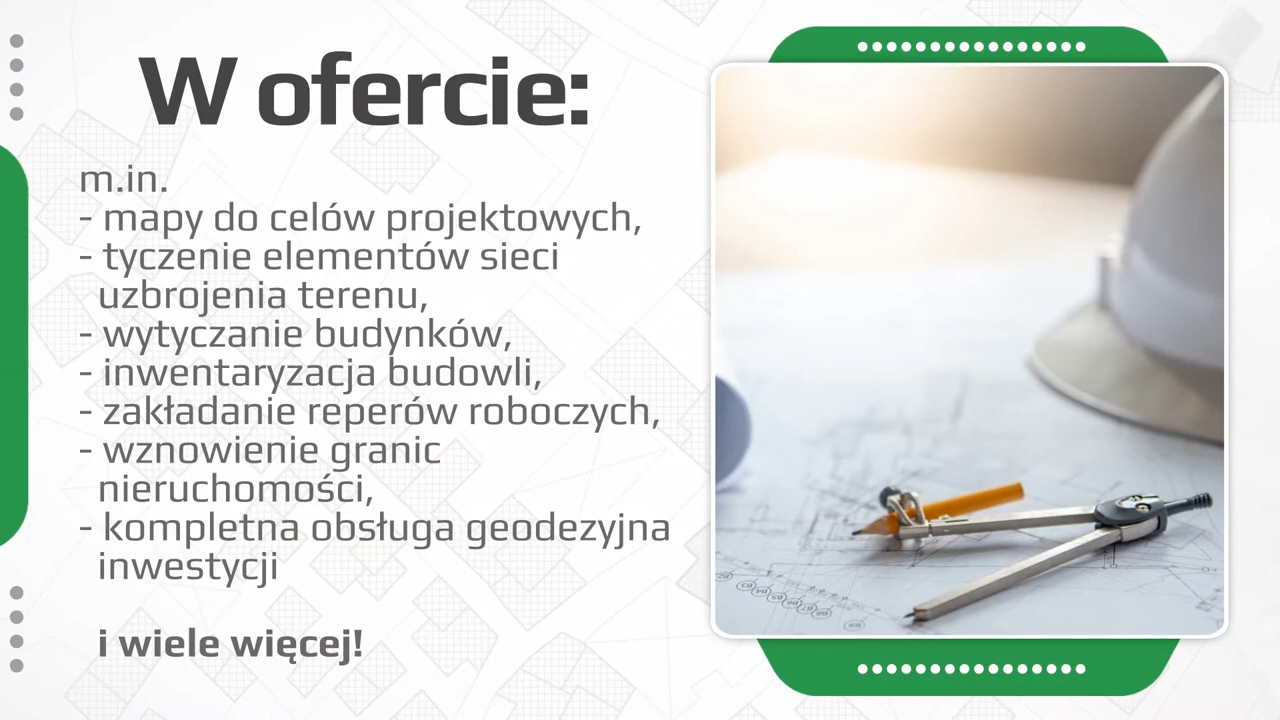 W ofercie:
m.in.
- mapy do celów projektowych,
- tyczenie elementów sieci
uzbrojenia terenu,
- wytyczanie budynków,
- inwentaryzacja budowli,
- zakładanie reperów roboczych,
- wznowienie granic
nieruchomości,
- kompletna obsługa geodezyjna
inwestycji
i wiele więcej!